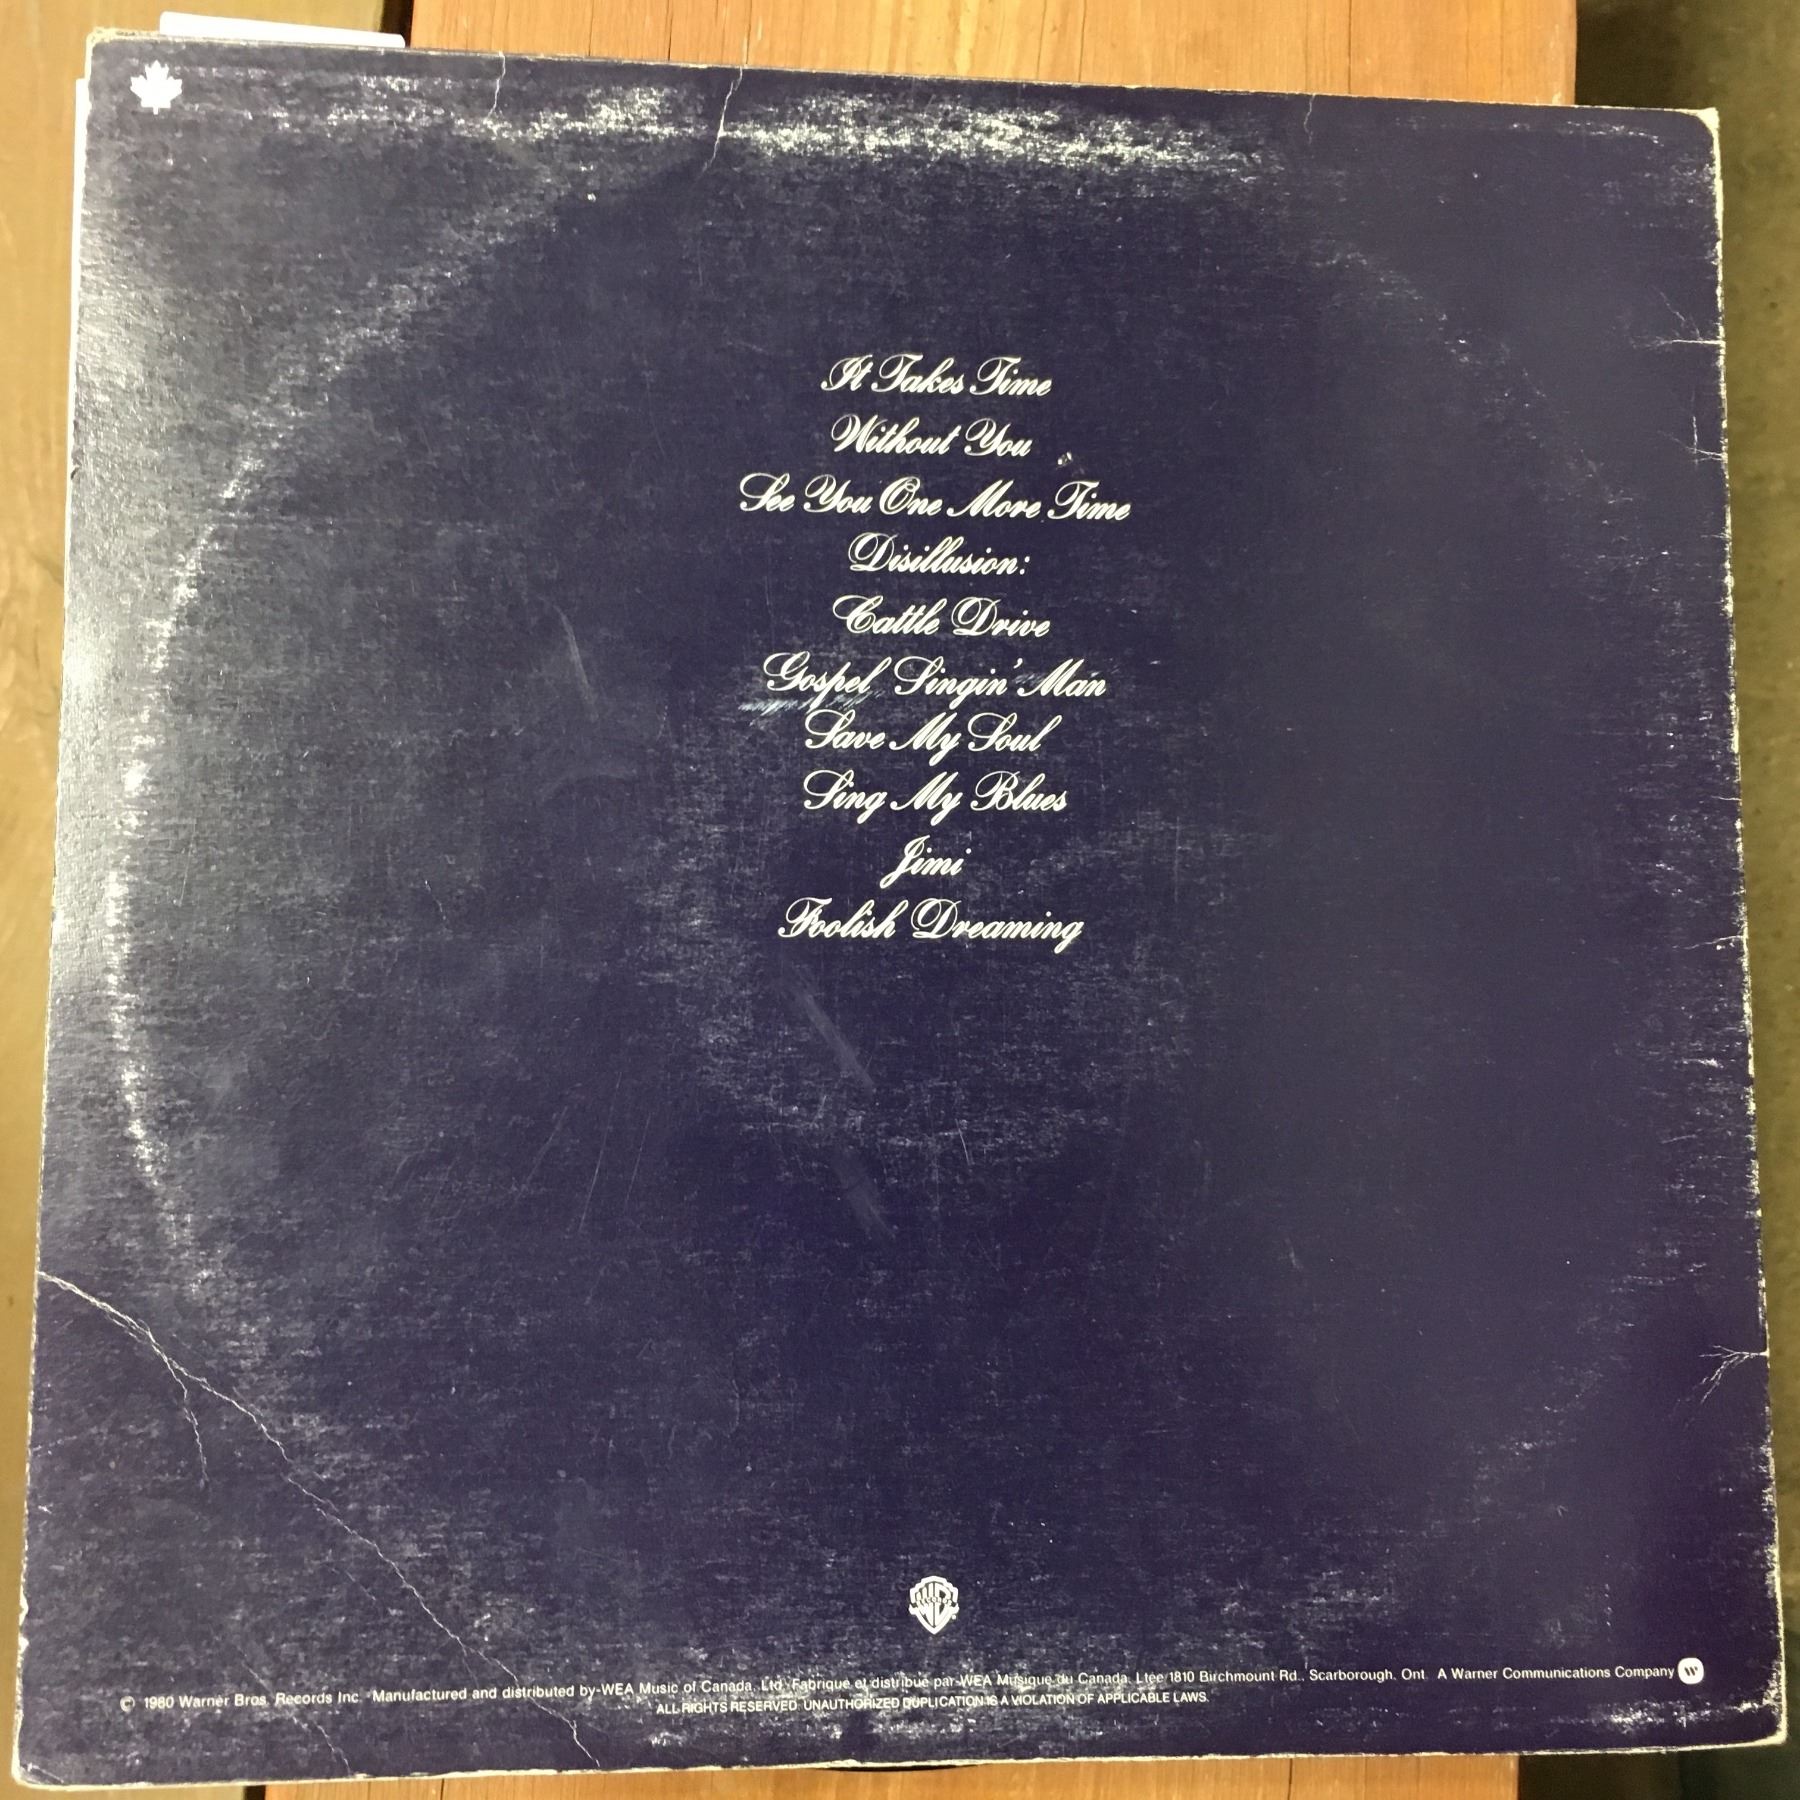 It Takes Time
Without You
See You One More Time
Disillusion:
Cattle Drive
Gospel Singin' Man
Save My Soul
Sing My Blues
Jimi
Foolish Dreaming
© 1980 Warner Bros. Records Inc. Manufactured and distributed by WEA Music of Canada, Ltd. Fabriqué et distribué par WEA Musique du Canada, Ltée 1810 Birchmount Rd., Scarborough, Ont. A Warner Communications Company
ALL RIGHTS RESERVED. UNAUTHORIZED DUPLICATION IS A VIOLATION OF APPLICABLE LAWS.